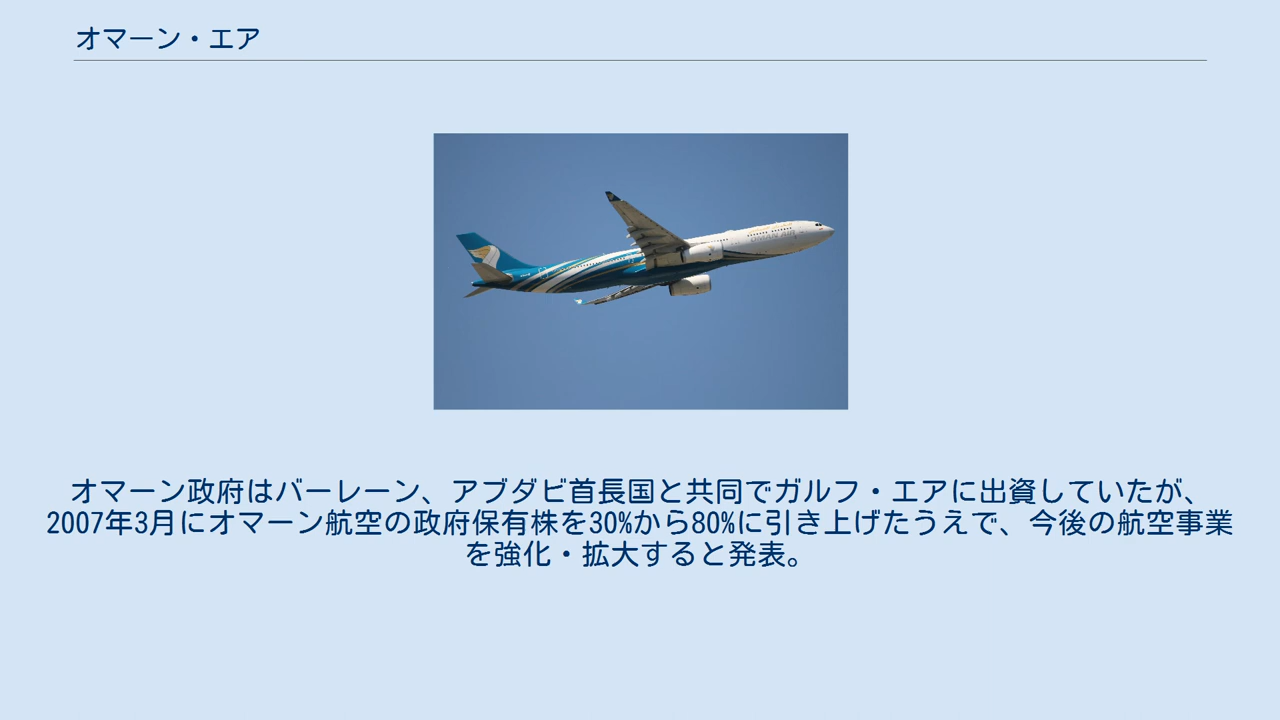 オマーン・エア
OMAN AIR
オマーン政府はバーレーン、アブダビ首長国と共同でガルフ・エアに出資していたが、
2007年3月にオマーン航空の政府保有株を30%から80%に引き上げたうえで、今後の航空事業
を強化・拡大すると発表。